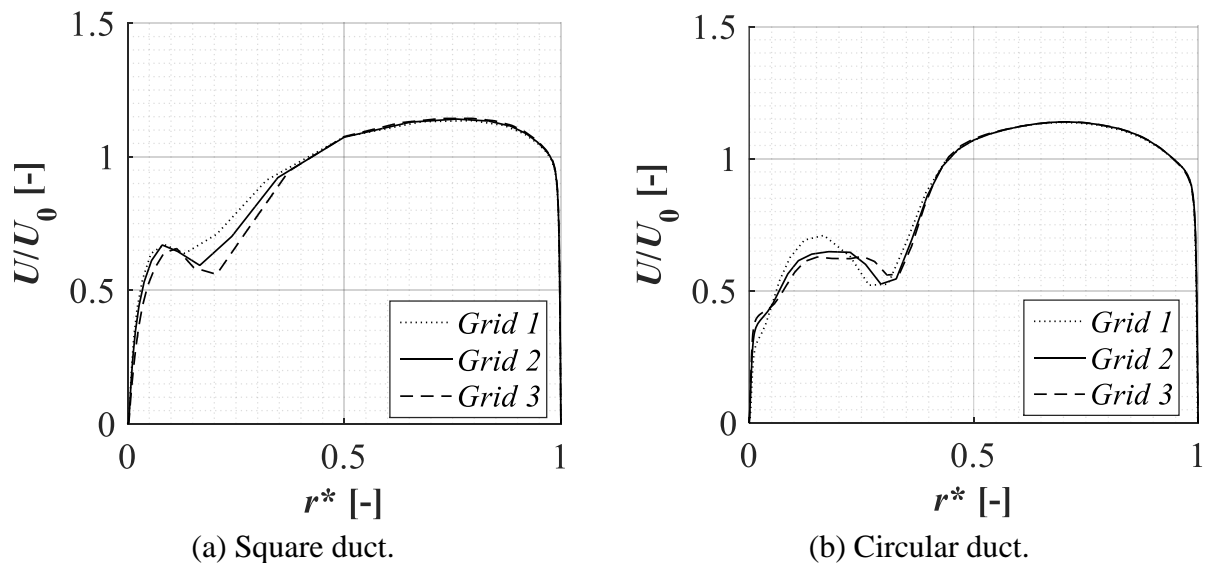 1.5
1
0.5
0
0
0.5
1
U/U0 [-]
r* [-]
Grid 1
Grid 2
Grid 3
(a) Square duct.
1.5
1
0.5
0
0
0.5
1
U/U0 [-]
r* [-]
Grid 1
Grid 2
Grid 3
(b) Circular duct.